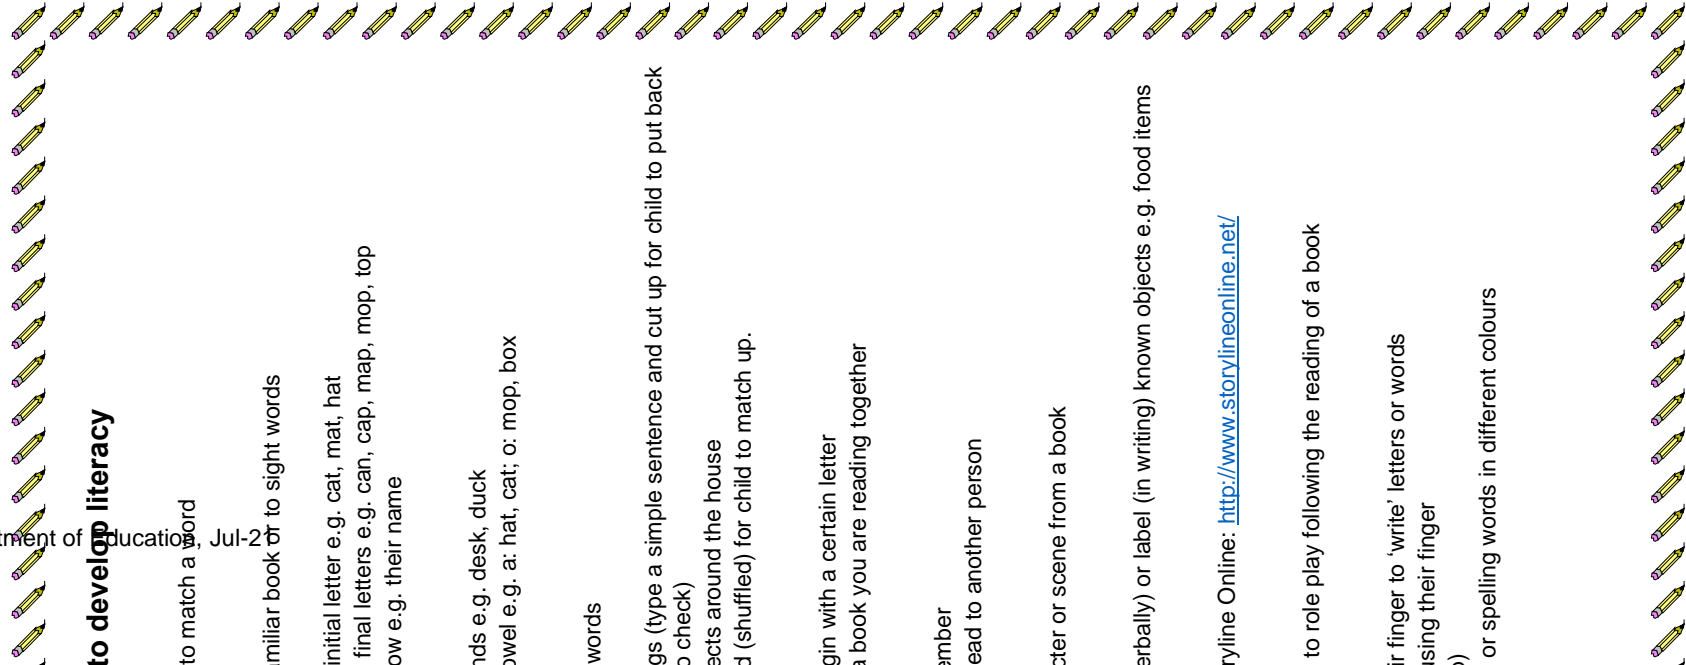 to develop literacy
tment of Education, Jul-21
to match a word
amiliar book or to sight words
initial letter e.g. cat, mat, hat
final letters e.g. can, cap, map, mop, top
ow e.g. their name
nds e.g. desk, duck
owel e.g. a: hat, cat; o: mop, box
words
gs (type a simple sentence and cut up for child to put back
o check)
ects around the house
d (shuffled) for child to match up.
gin with a certain letter
a book you are reading together
ember
ead to another person
cter or scene from a book
erbally) or label (in writing) known objects e.g. food items
ryline Online: http://www.storylineonline.net/
to role play following the reading of a book
ir finger to ‘write’ letters or words
using their finger
or spelling words in different colours